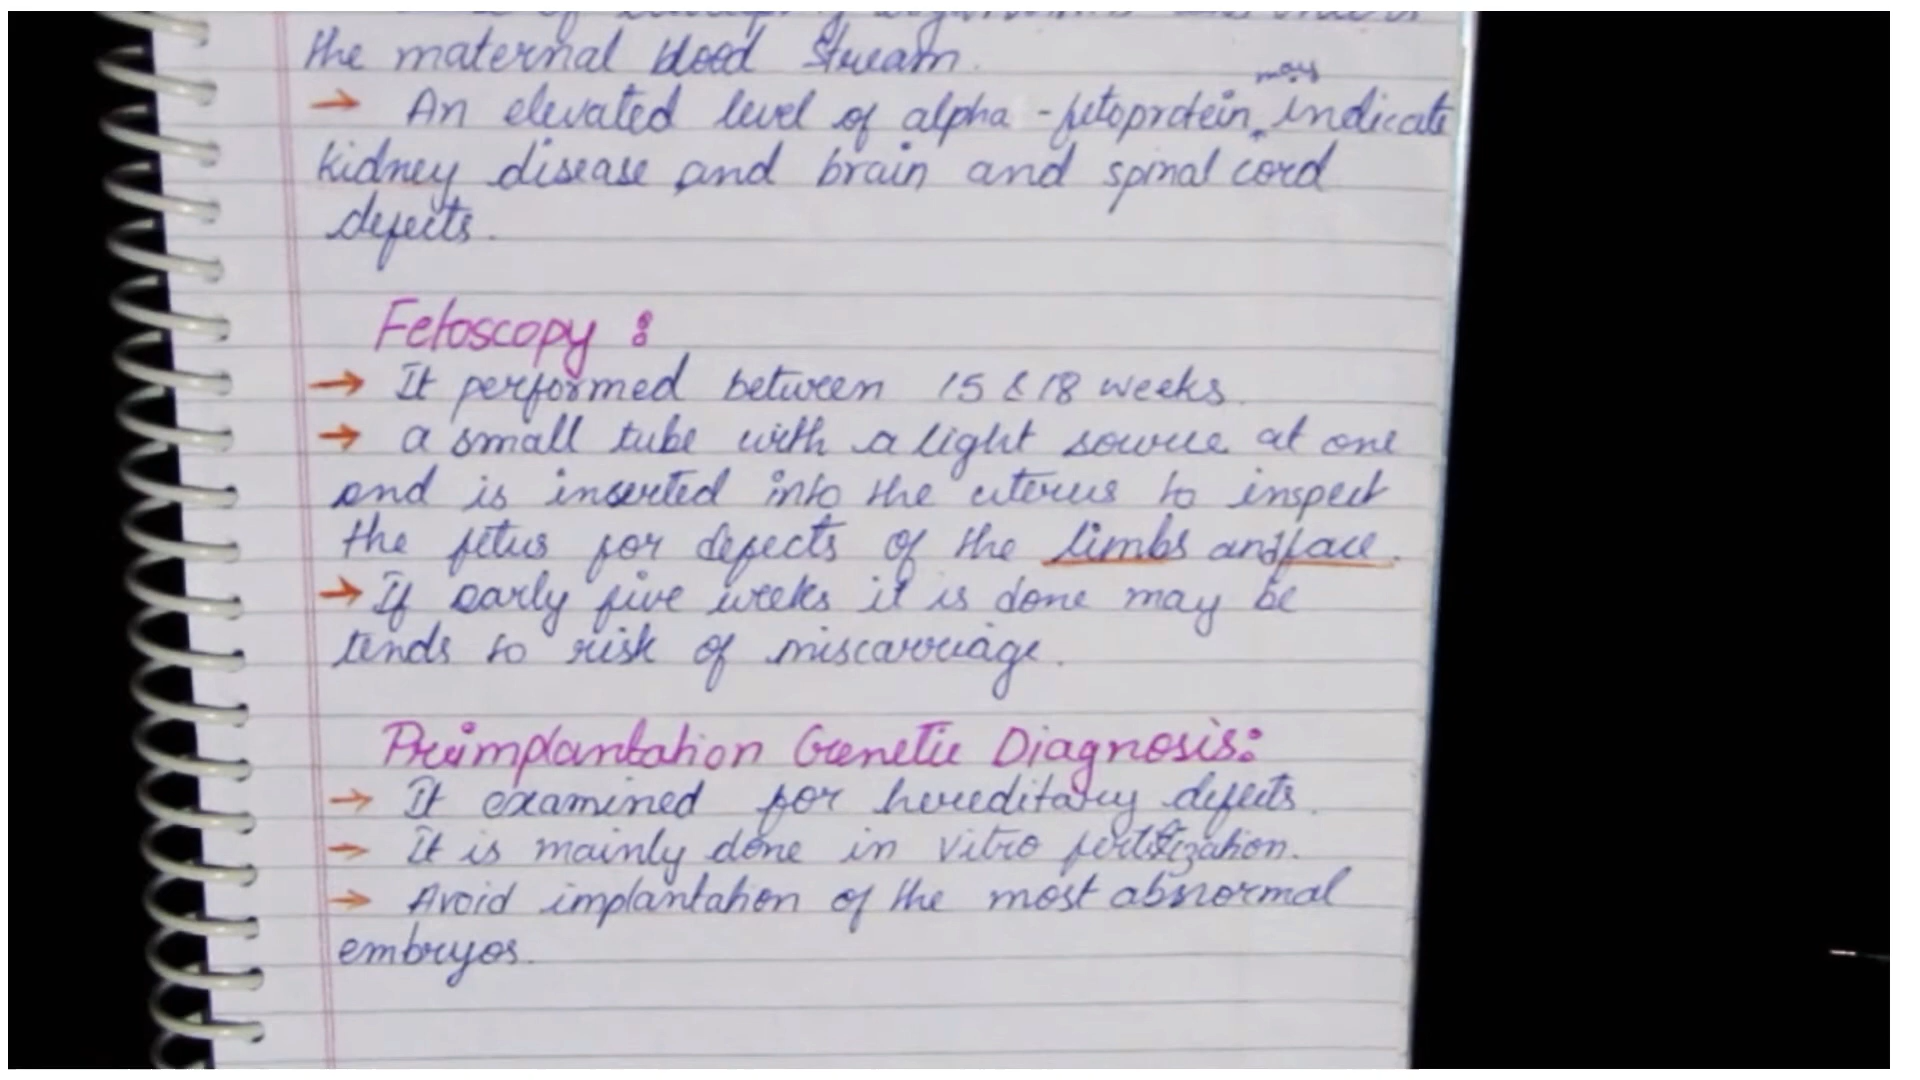 the maternal blood stream.
→ An elevated level of alpha-fetoprotein may indicate
kidney disease and brain and spinal cord
defects.
Fetoscopy :
→ It performed between 15 & 18 weeks.
→ a small tube with a light source at one
end is inserted into the uterus to inspect
the fetus for defects of the limbs and face.
→ If early five weeks it is done may be
tends to risk of miscarriage.
Preimplantation Genetic Diagnosis:
→ It examined for hereditary defects.
→ It is mainly done in vitro fertilization.
→ Avoid implantation of the most abnormal
embryos.